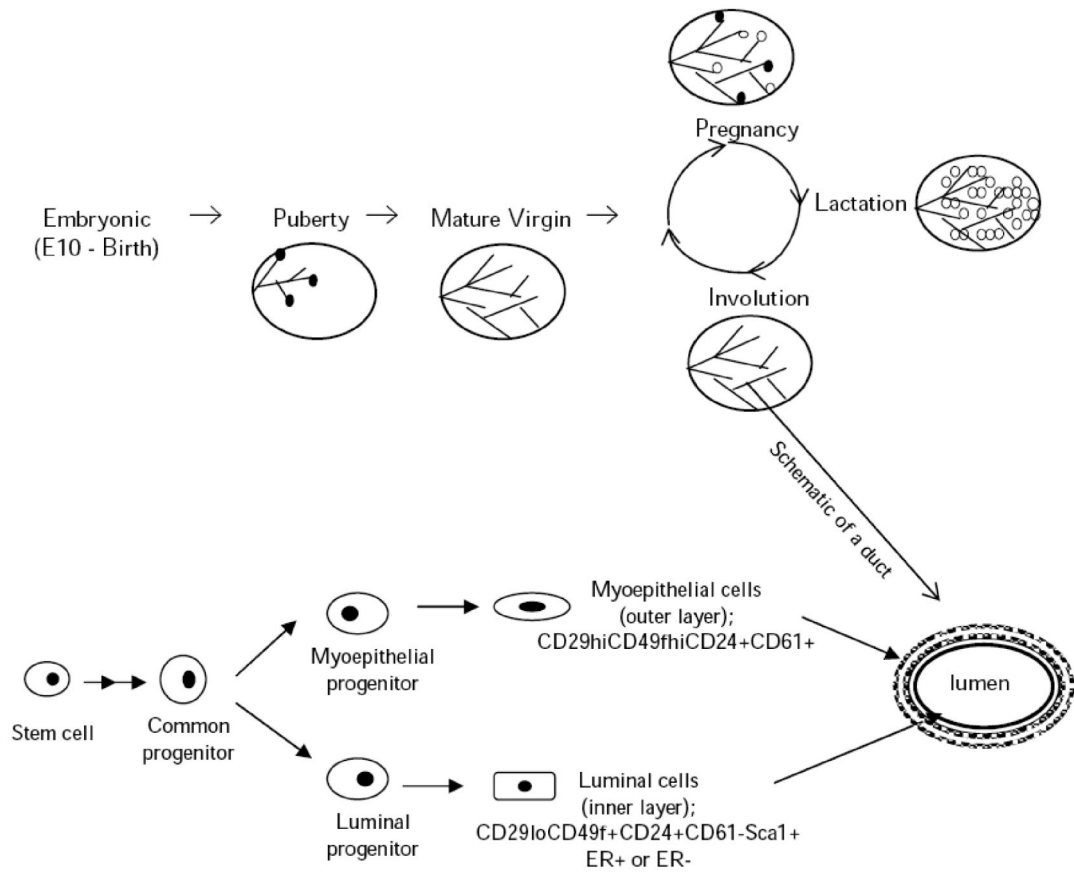 Pregnancy
Embryonic
(E10 - Birth)
Puberty
Mature Virgin
Lactation
Involution
Schematic of a duct
Stem cell
Common
progenitor
Myoepithelial
progenitor
Myoepithelial cells
(outer layer);
CD29hiCD49fhiCD24+CD61+
lumen
Luminal
progenitor
Luminal cells
(inner layer);
CD29loCD49f+CD24+CD61-Sca1+
ER+ or ER-